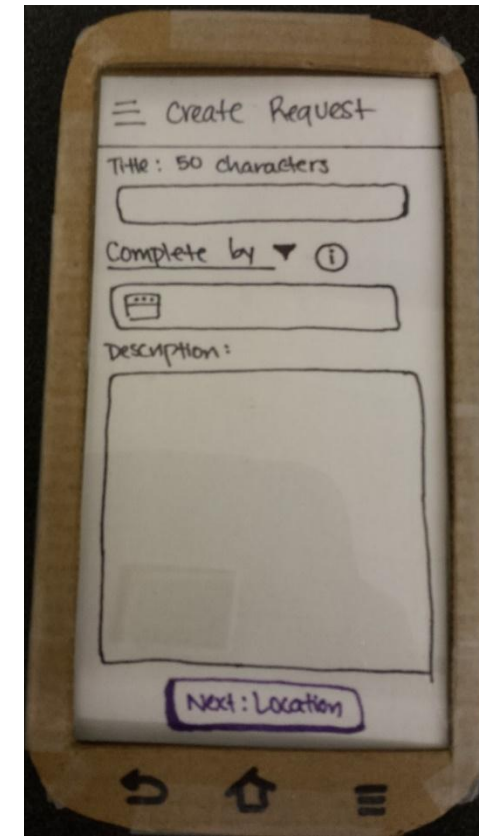 Create Request
Title: 50 characters
Complete by
Description:
Next: Location